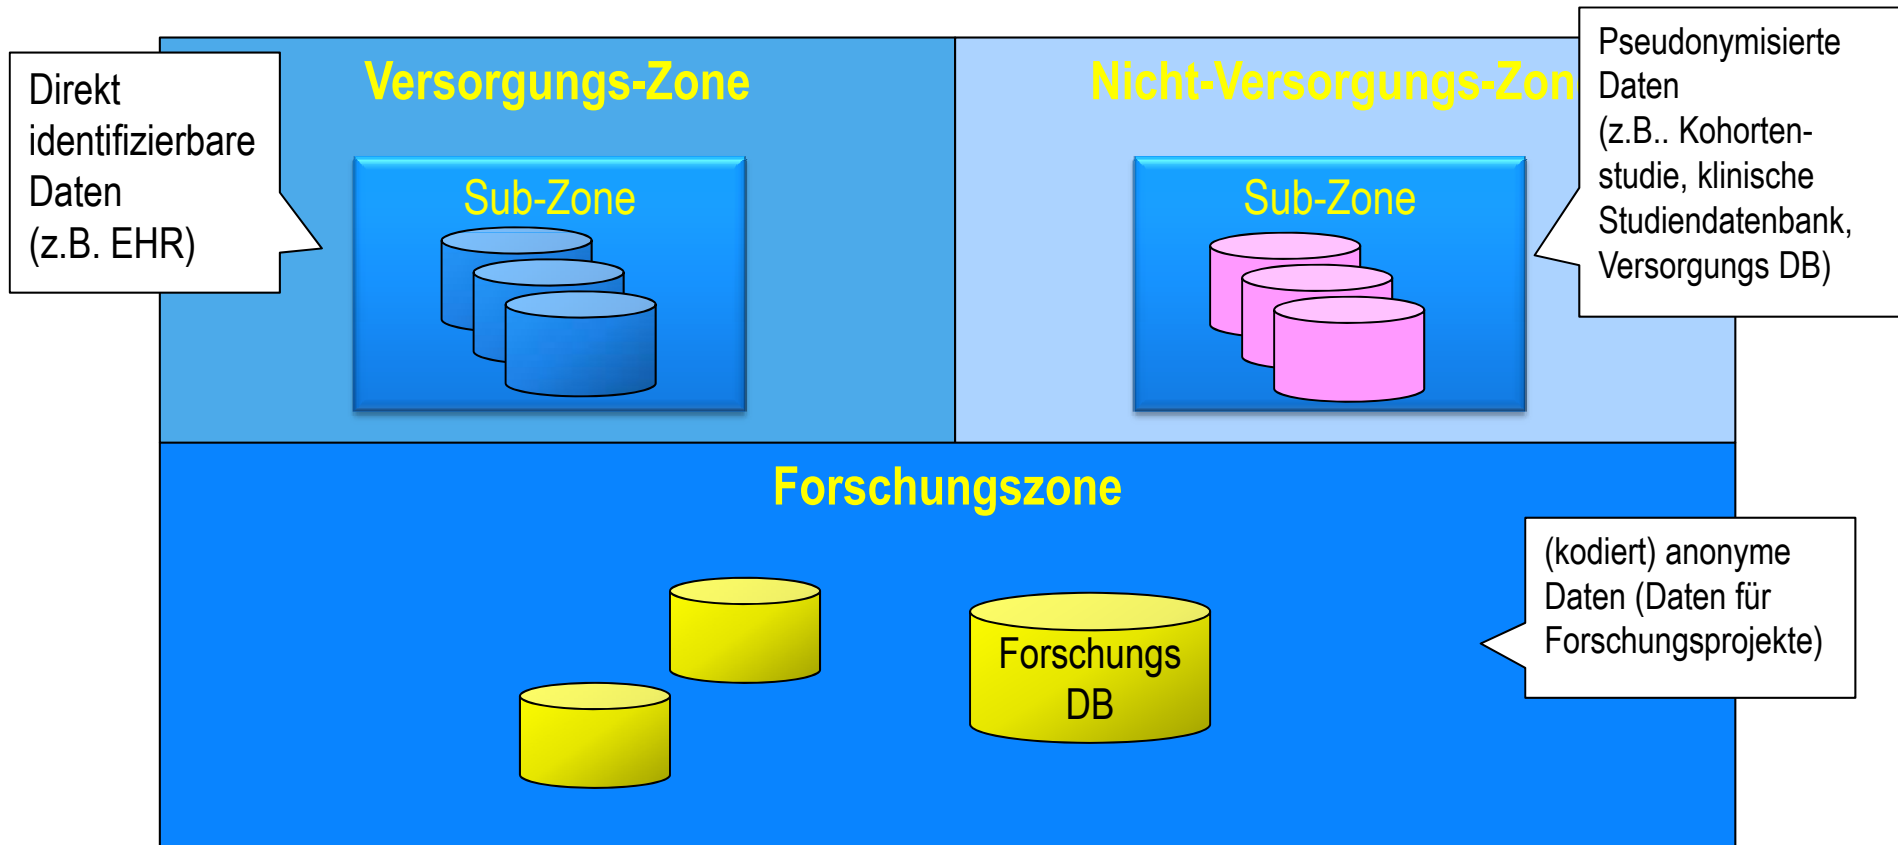 Direkt
identifizierbare
Daten
(z.B. EHR)
Versorgungs-Zone
Sub-Zone
Nicht-Versorgungs-Zon
Sub-Zone
Pseudonymisierte
Daten
(z.B.. Kohorten-
studie, klinische
Studiendatenbank,
Versorgungs DB)
Forschungszone
Forschungs
DB
(kodiert) anonyme
Daten (Daten für
Forschungsprojekte)